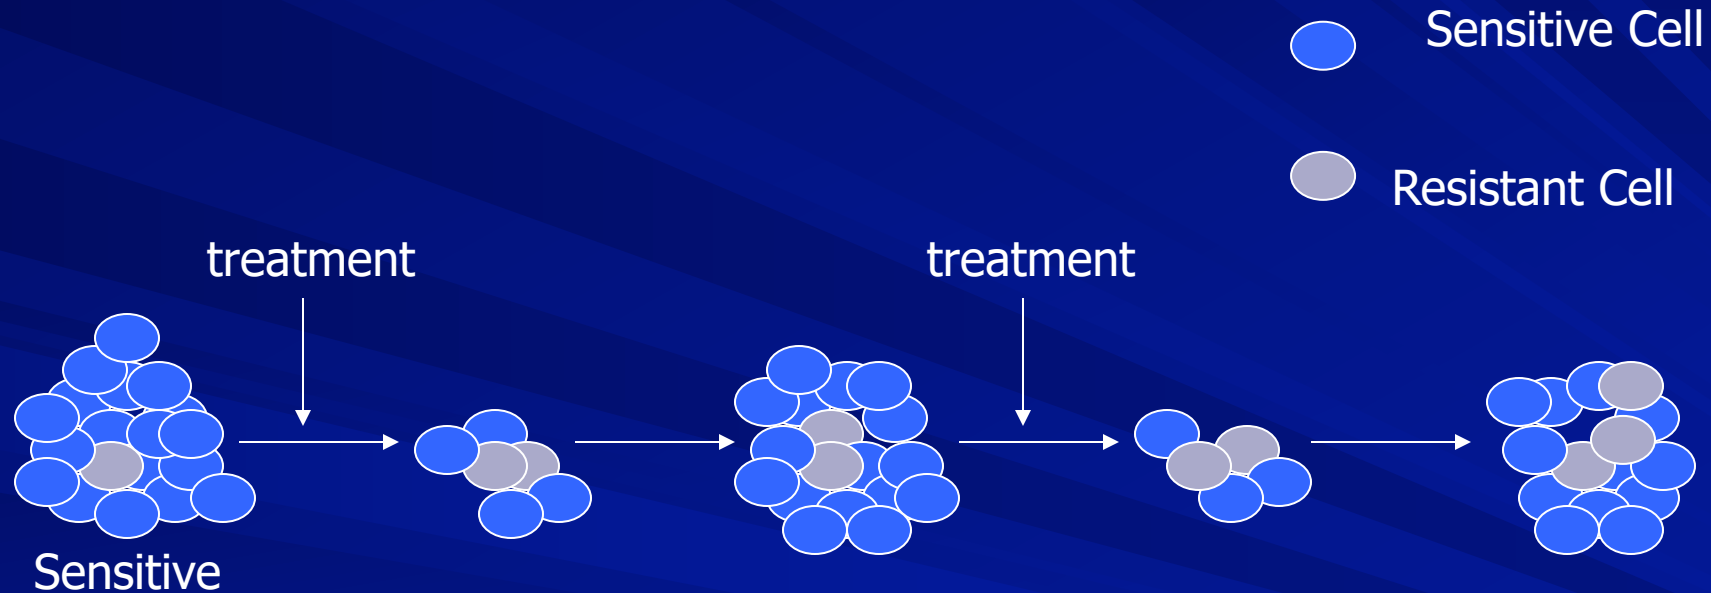 Sensitive Cell
Resistant Cell
treatment
treatment
Sensitive